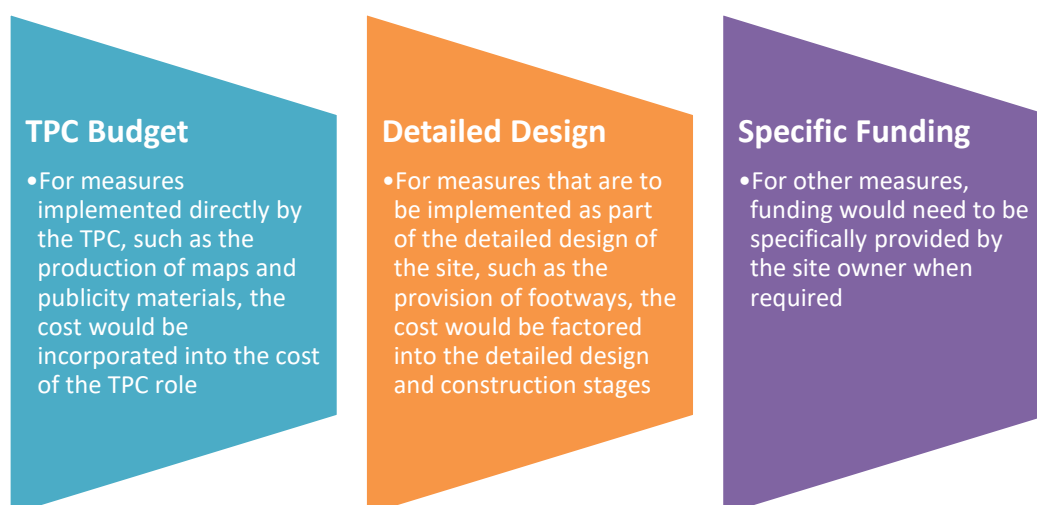 TPC Budget
•For measures
implemented directly by
the TPC, such as the
production of maps and
publicity materials, the
cost would be
incorporated into the cost
of the TPC role
Detailed Design
•For measures that are to
be implemented as part
of the detailed design of
the site, such as the
provision of footways, the
cost would be factored
into the detailed design
and construction stages
Specific Funding
•For other measures,
funding would need to be
specifically provided by
the site owner when
required